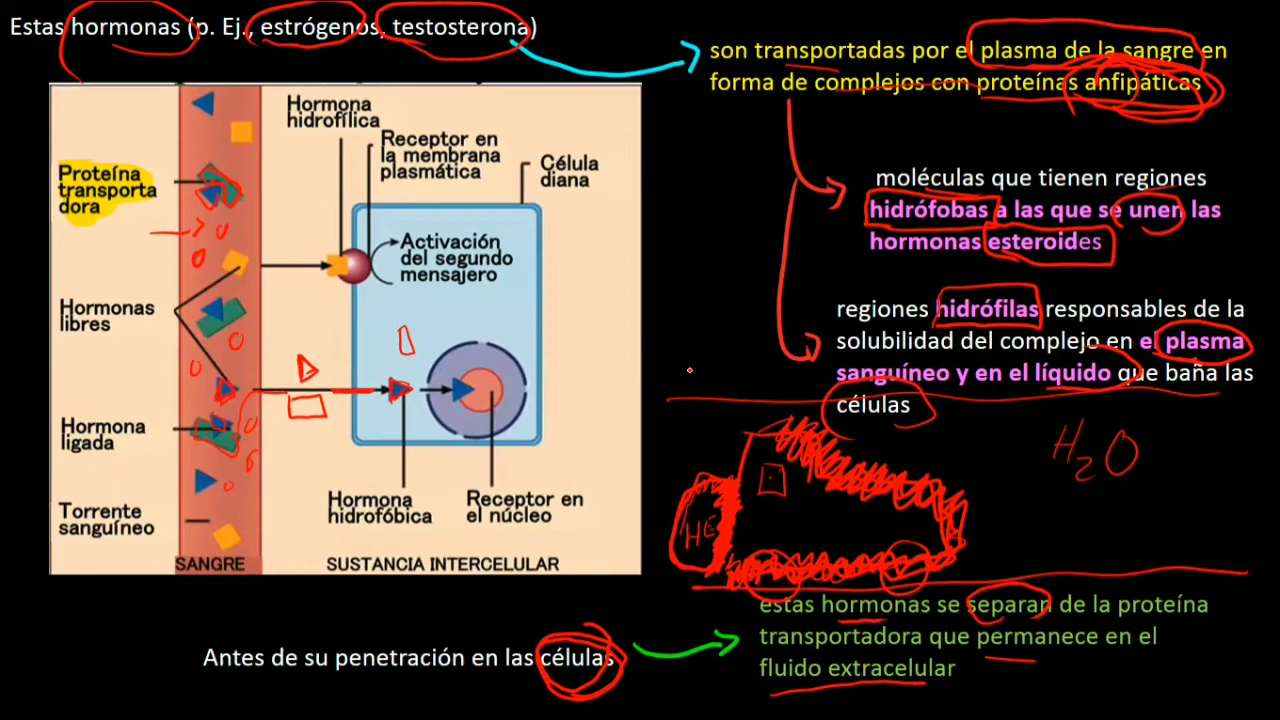 Estas hormonas (p. Ej., estrógenos, testosterona)
son transportadas por el plasma de la sangre en
forma de complejos con proteínas anfipáticas
moléculas que tienen regiones
hidrófobas a las que se unen las
hormonas esteroides
regiones hidrófilas responsables de la
solubilidad del complejo en el plasma
sanguíneo y en el líquido que baña las
células
Hormona
hidrofílica
Receptor en
la membrana
plasmática
Célula
diana
Proteína
transporta
dora
Activación
del segundo
mensajero
Hormonas
libres
Hormona
ligada
Torrente
sanguíneo
Hormona
hidrofóbica
Receptor en
el núcleo
SANGRE
SUSTANCIA INTERCELULAR
H2O
HE
Antes de su penetración en las células
estas hormonas se separan de la proteína
transportadora que permanece en el
fluido extracelular